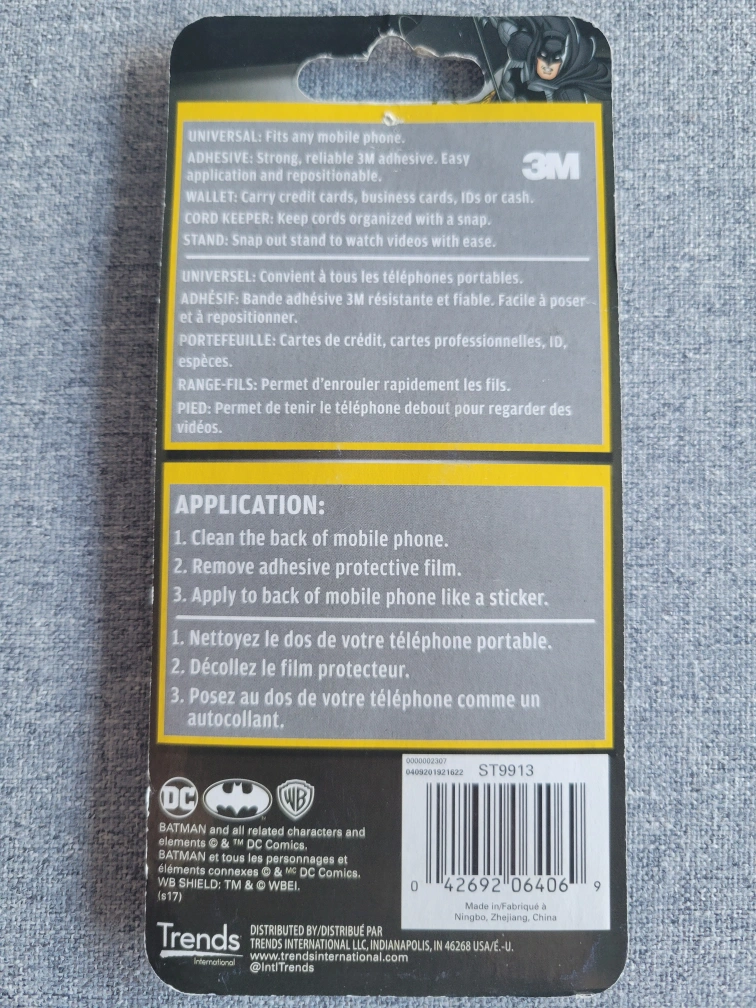 UNIVERSAL: Fits any mobile phone.
ADHESIVE: Strong, reliable 3M adhesive. Easy
application and repositionable.
3M
WALLET: Carry credit cards, business cards, IDs or cash.
CORD KEEPER: Keep cords organized with a snap.
STAND: Snap out stand to watch videos with ease.
UNIVERSEL: Convient à tous les téléphones portables.
ADHÉSIF: Bande adhésive 3M résistante et fiable. Facile à poser
et à repositionner.
PORTEFEUILLE: Cartes de crédit, cartes professionnelles, ID,
espèces.
RANGE-FILS: Permet d'enrouler rapidement les fils.
PIED: Permet de tenir le téléphone debout pour regarder des
vidéos.
APPLICATION:
1. Clean the back of mobile phone.
2. Remove adhesive protective film.
3. Apply to back of mobile phone like a sticker.
1. Nettoyez le dos de votre téléphone portable.
2. Décollez le film protecteur.
3. Posez au dos de votre téléphone comme un
autocollant.
DC
WB
BATMAN and all related characters and
elements © & ™ DC Comics.
BATMAN et tous les personnages et
éléments connexes © & MC DC Comics.
WB SHIELD: TM & © WBEI.
(s17)
0000002307
0409201921622 ST9913
0 42692 06406 9
Made in/Fabriqué à
Ningbo, Zhejiang, China
Trends
International
DISTRIBUTED BY/DISTRIBUÉ PAR
TRENDS INTERNATIONAL LLC, INDIANAPOLIS, IN 46268 USA/É.-U.
www.trendsinternational.com
@IntlTrends